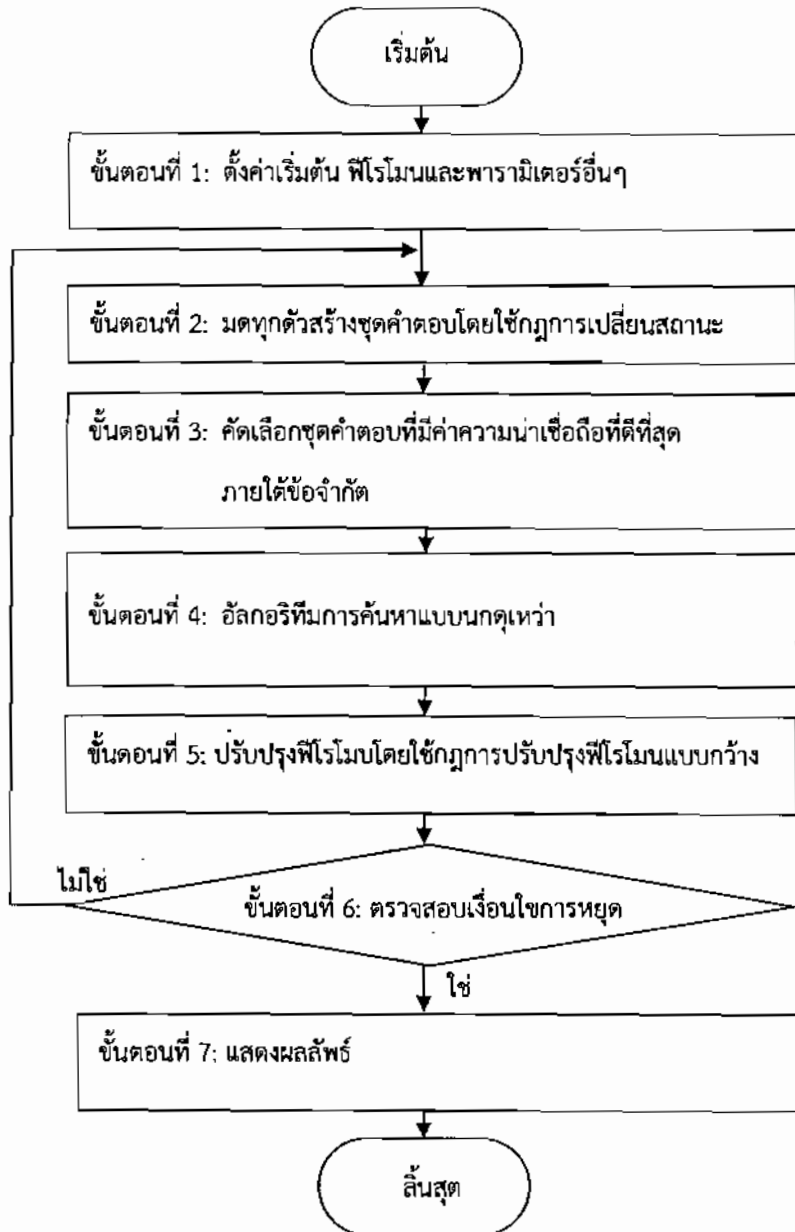 เริ่มต้น
ขั้นตอนที่ 1: ตั้งค่าเริ่มต้น ฟีโรโมนและพารามิเตอร์อื่นๆ
ขั้นตอนที่ 2: มดทุกตัวสร้างชุดคำตอบโดยใช้กฎการเปลี่ยนสถานะ
ขั้นตอนที่ 3: คัดเลือกชุดคำตอบที่มีค่าความน่าเชื่อถือที่ดีที่สุด
ภายใต้ข้อจำกัด
ขั้นตอนที่ 4: อัลกอริทึมการค้นหาแบบนกดุเหว่า
ขั้นตอนที่ 5: ปรับปรุงฟีโรโมนโดยใช้กฎการปรับปรุงฟีโรโมนแบบกว้าง
ไม่ใช่
ขั้นตอนที่ 6: ตรวจสอบเงื่อนไขการหยุด
ใช่
ขั้นตอนที่ 7: แสดงผลลัพธ์
สิ้นสุด